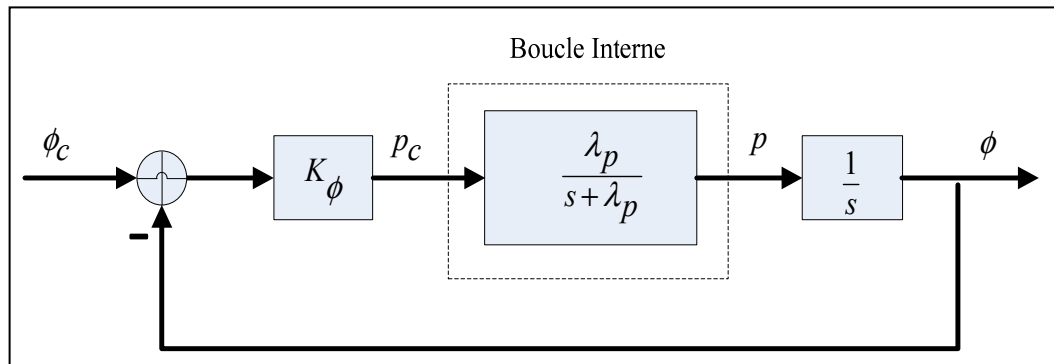 Boucle Interne
ϕc
Kϕ
pc
λp
s+λp
p
1
s
ϕ
-